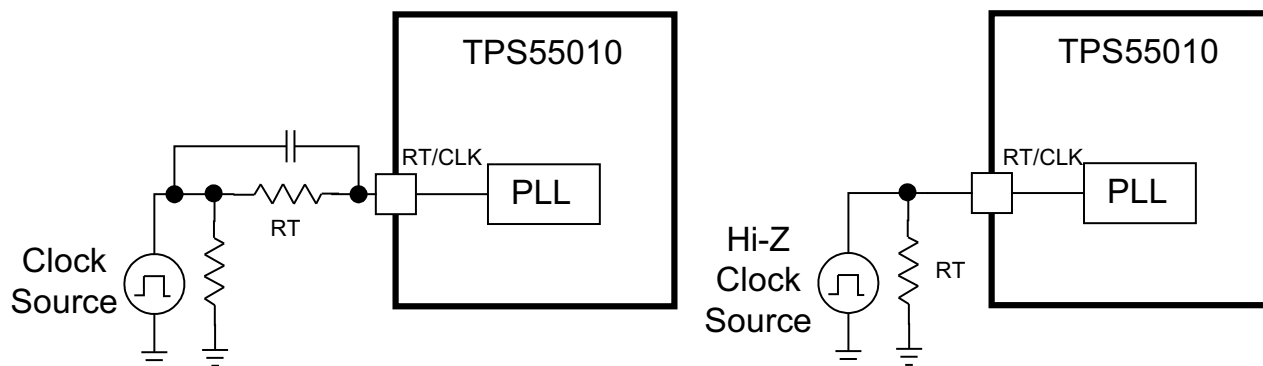 TPS55010
RT/CLK
PLL
RT
Clock
Source
TPS55010
RT/CLK
PLL
Hi-Z
Clock
Source
RT